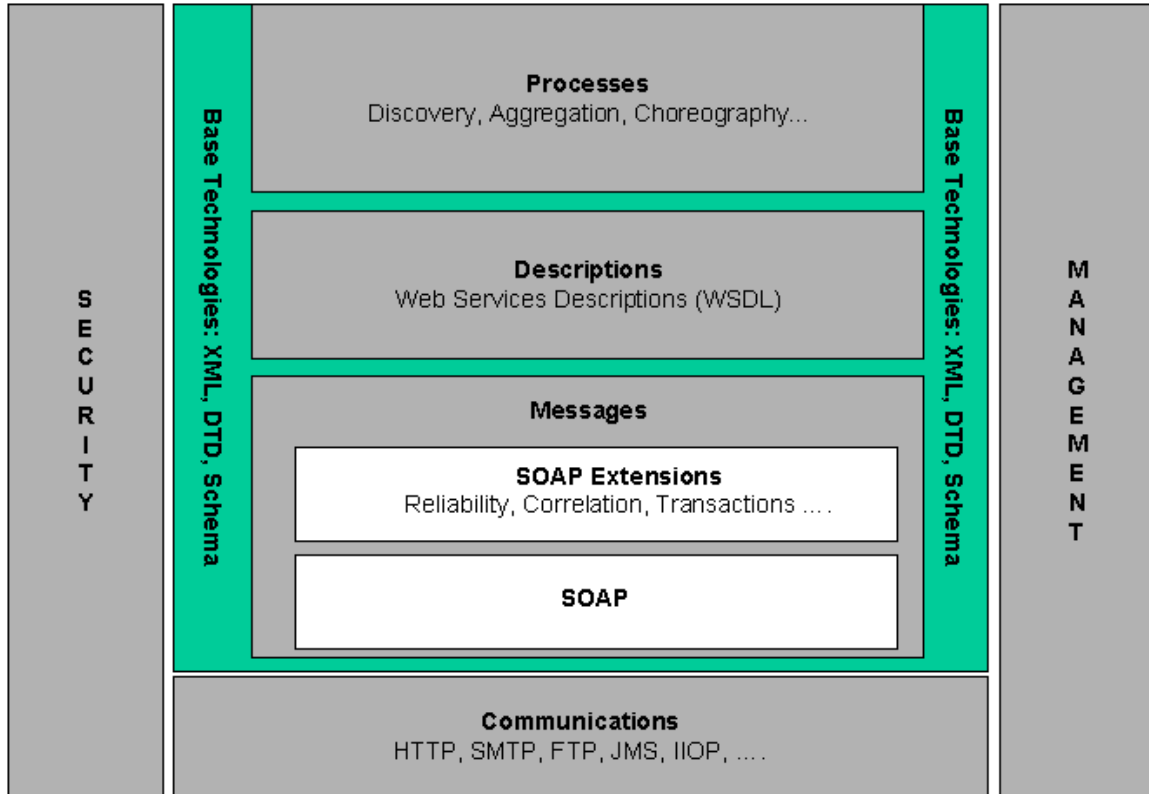 SECURITY
Base Technologies: XML, DTD, Schema
Processes
Discovery, Aggregation, Choreography...
Descriptions
Web Services Descriptions (WSDL)
Messages
SOAP Extensions
Reliability, Correlation, Transactions ....
SOAP
Base Technologies: XML, DTD, Schema
MANAGEMENT
Communications
HTTP, SMTP, FTP, JMS, IIOP, ....